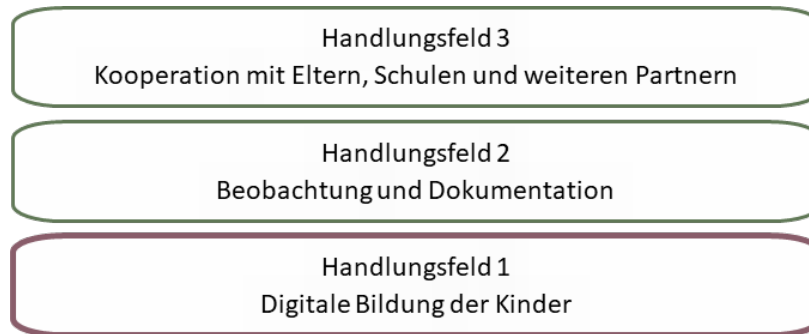 Handlungsfeld 3
Kooperation mit Eltern, Schulen und weiteren Partnern
Handlungsfeld 2
Beobachtung und Dokumentation
Handlungsfeld 1
Digitale Bildung der Kinder